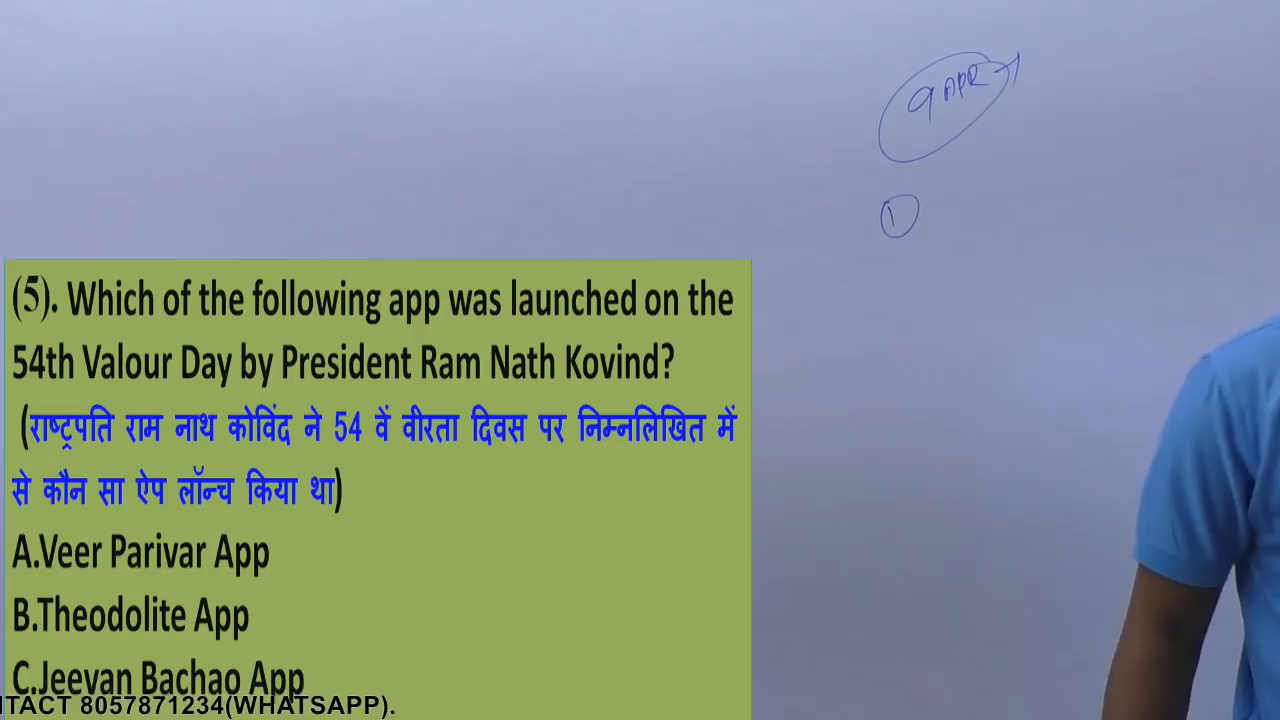 9 APR
1
(5). Which of the following app was launched on the
54th Valour Day by President Ram Nath Kovind?
(राष्ट्रपति राम नाथ कोविंद ने 54 वें वीरता दिवस पर निम्नलिखित में
से कौन सा ऐप लॉन्च किया था)
A.Veer Parivar App
B.Theodolite App
C.Jeevan Bachao App
NTACT 8057871234(WHATSAPP).